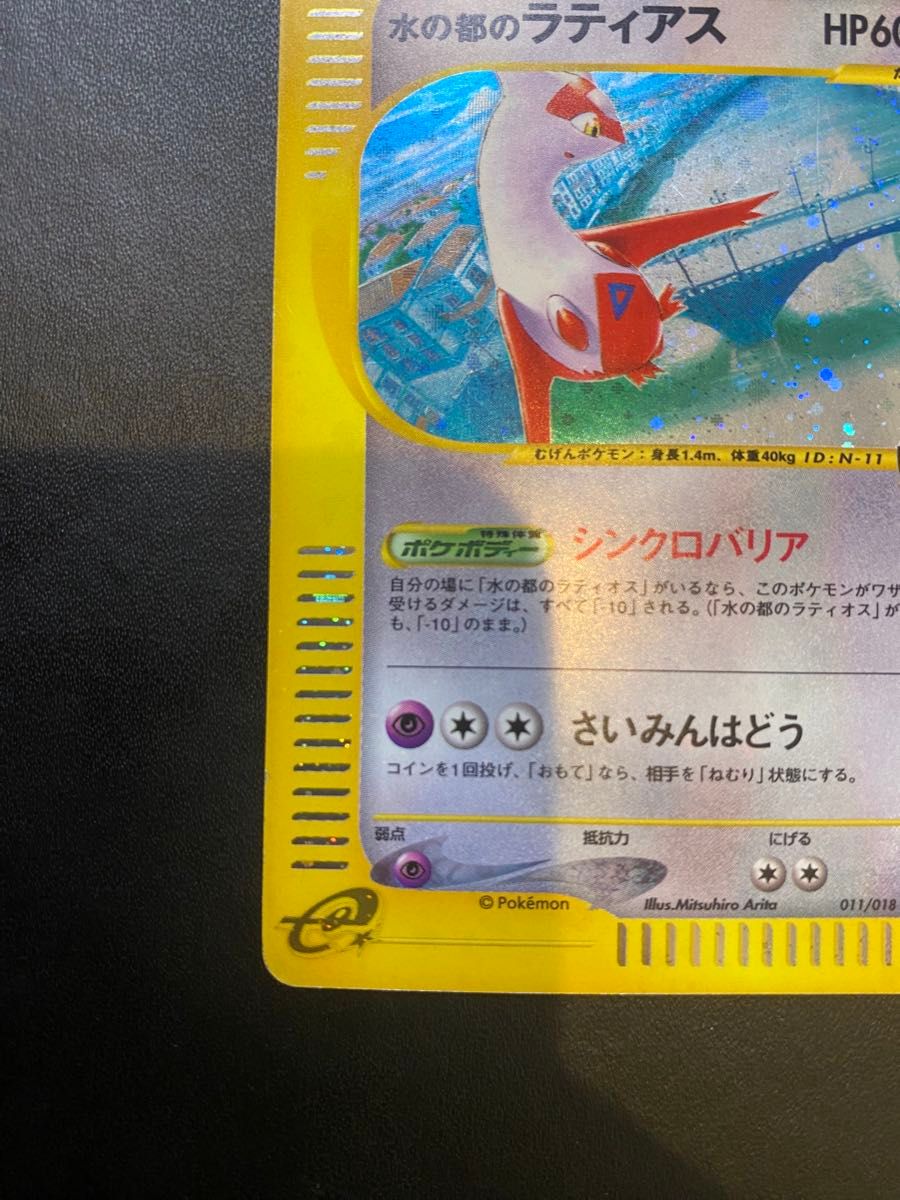 水の都のラティアス HP60
むげんポケモン：身長1.4m、体重40kg ID:N-11
特殊体質
ポケボディー シンクロバリア
自分の場に「水の都のラティオス」がいるなら、このポケモンがワザ
受けるダメージは、すべて「-10」される。（「水の都のラティオス」が
も、「-10」のまま。）
さいみんはどう
コインを1回投げ、「おもて」なら、相手を「ねむり」状態にする。
弱点 抵抗力 にげる
©Pokémon Illus.Mitsuhiro Arita 011/018
e